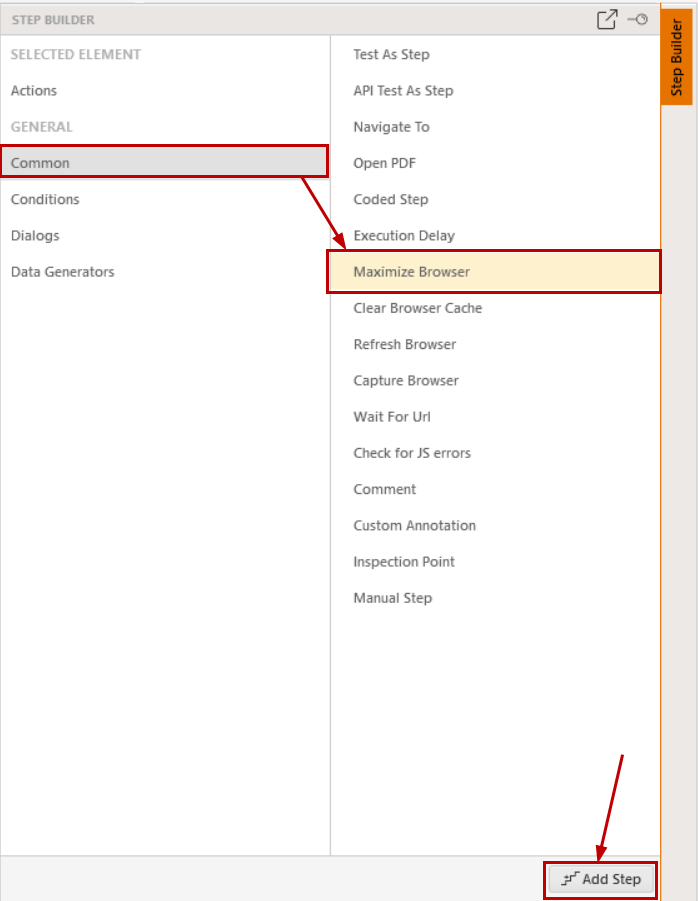 STEP BUILDER
SELECTED ELEMENT
Actions
GENERAL
Common
Conditions
Dialogs
Data Generators
Test As Step
API Test As Step
Navigate To
Open PDF
Coded Step
Execution Delay
Maximize Browser
Clear Browser Cache
Refresh Browser
Capture Browser
Wait For Url
Check for JS errors
Comment
Custom Annotation
Inspection Point
Manual Step
Add Step
Step Builder